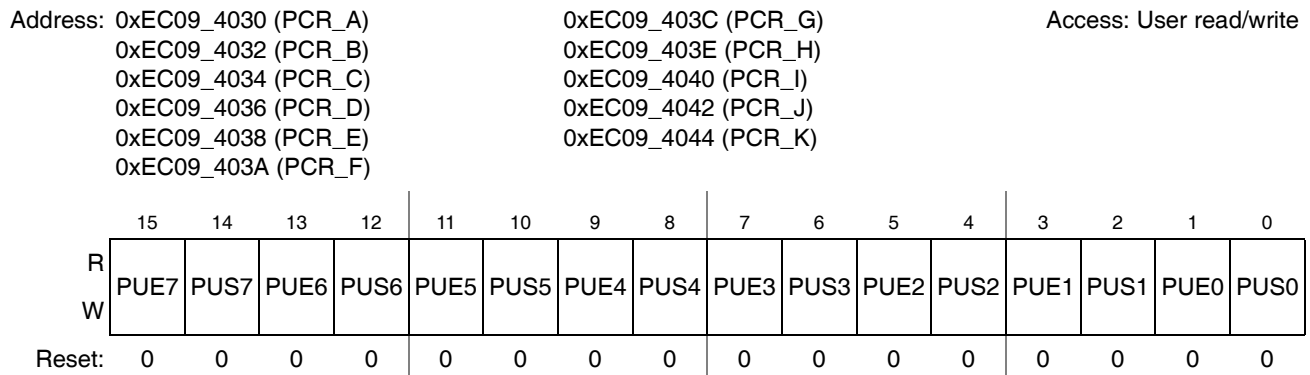 Address: 0xEC09_4030 (PCR_A) 0xEC09_403C (PCR_G) Access: User read/write
0xEC09_4032 (PCR_B) 0xEC09_403E (PCR_H)
0xEC09_4034 (PCR_C) 0xEC09_4040 (PCR_I)
0xEC09_4036 (PCR_D) 0xEC09_4042 (PCR_J)
0xEC09_4038 (PCR_E) 0xEC09_4044 (PCR_K)
0xEC09_403A (PCR_F)
15 14 13 12 11 10 9 8 7 6 5 4 3 2 1 0
R
PUE7 PUS7 PUE6 PUS6 PUE5 PUS5 PUE4 PUS4 PUE3 PUS3 PUE2 PUS2 PUE1 PUS1 PUE0 PUS0
W
Reset: 0 0 0 0 0 0 0 0 0 0 0 0 0 0 0 0